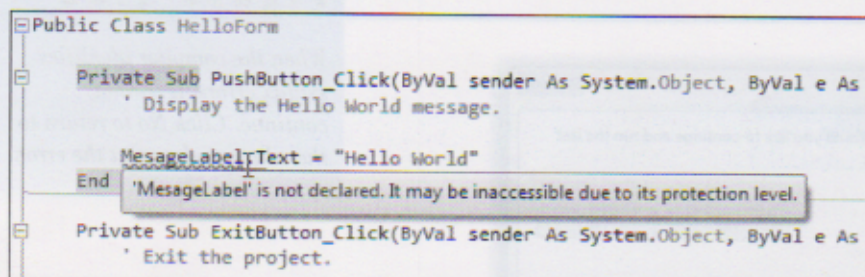 Public Class HelloForm
Private Sub PushButton_Click(ByVal sender As System.Object, ByVal e As
' Display the Hello World message.
MesageLabel.Text = "Hello World"
End
'MesageLabel' is not declared. It may be inaccessible due to its protection level.
Private Sub ExitButton_Click(ByVal sender As System.Object, ByVal e As
' Exit the project.